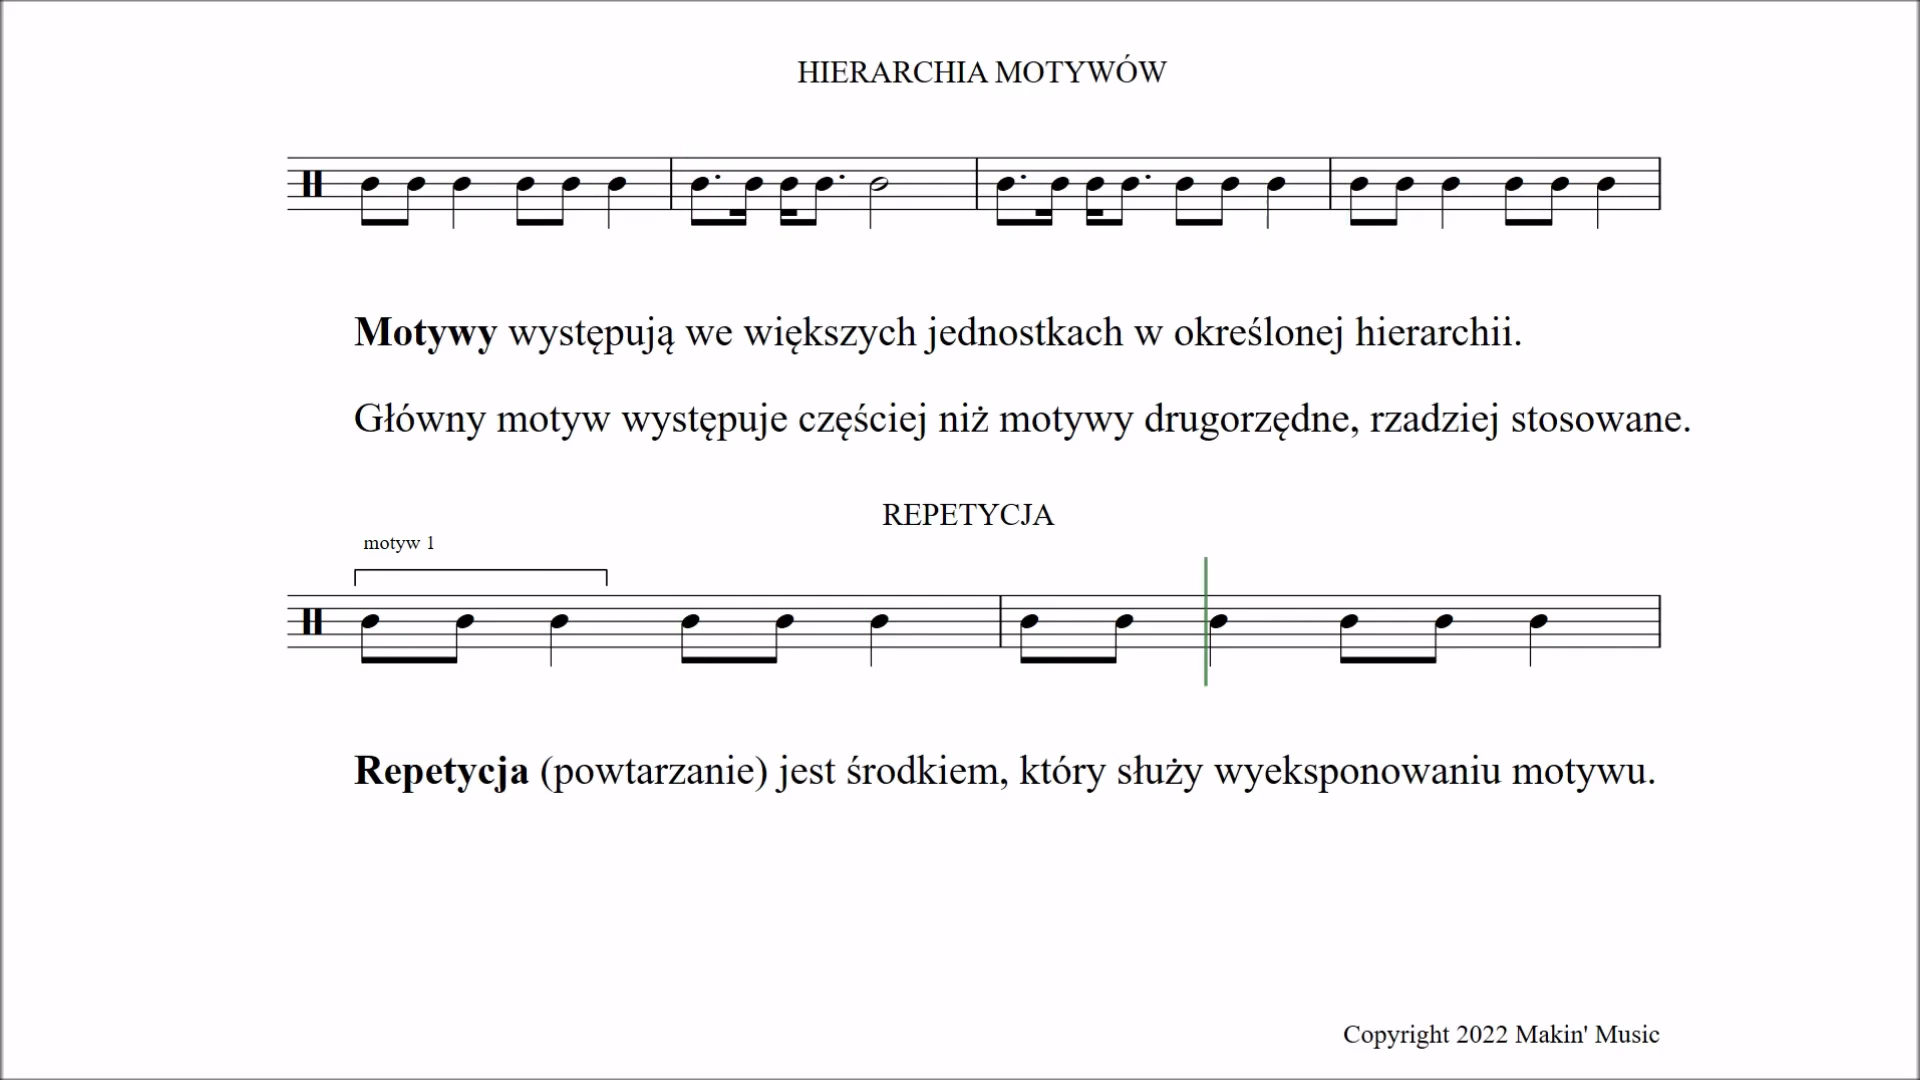 HIERARCHIA MOTYWÓW
Motywy występują we większych jednostkach w określonej hierarchii.
Główny motyw występuje częściej niż motywy drugorzędne, rzadziej stosowane.
REPETYCJA
motyw 1
Repetycja (powtarzanie) jest środkiem, który służy wyeksponowaniu motywu.
Copyright 2022 Makin' Music